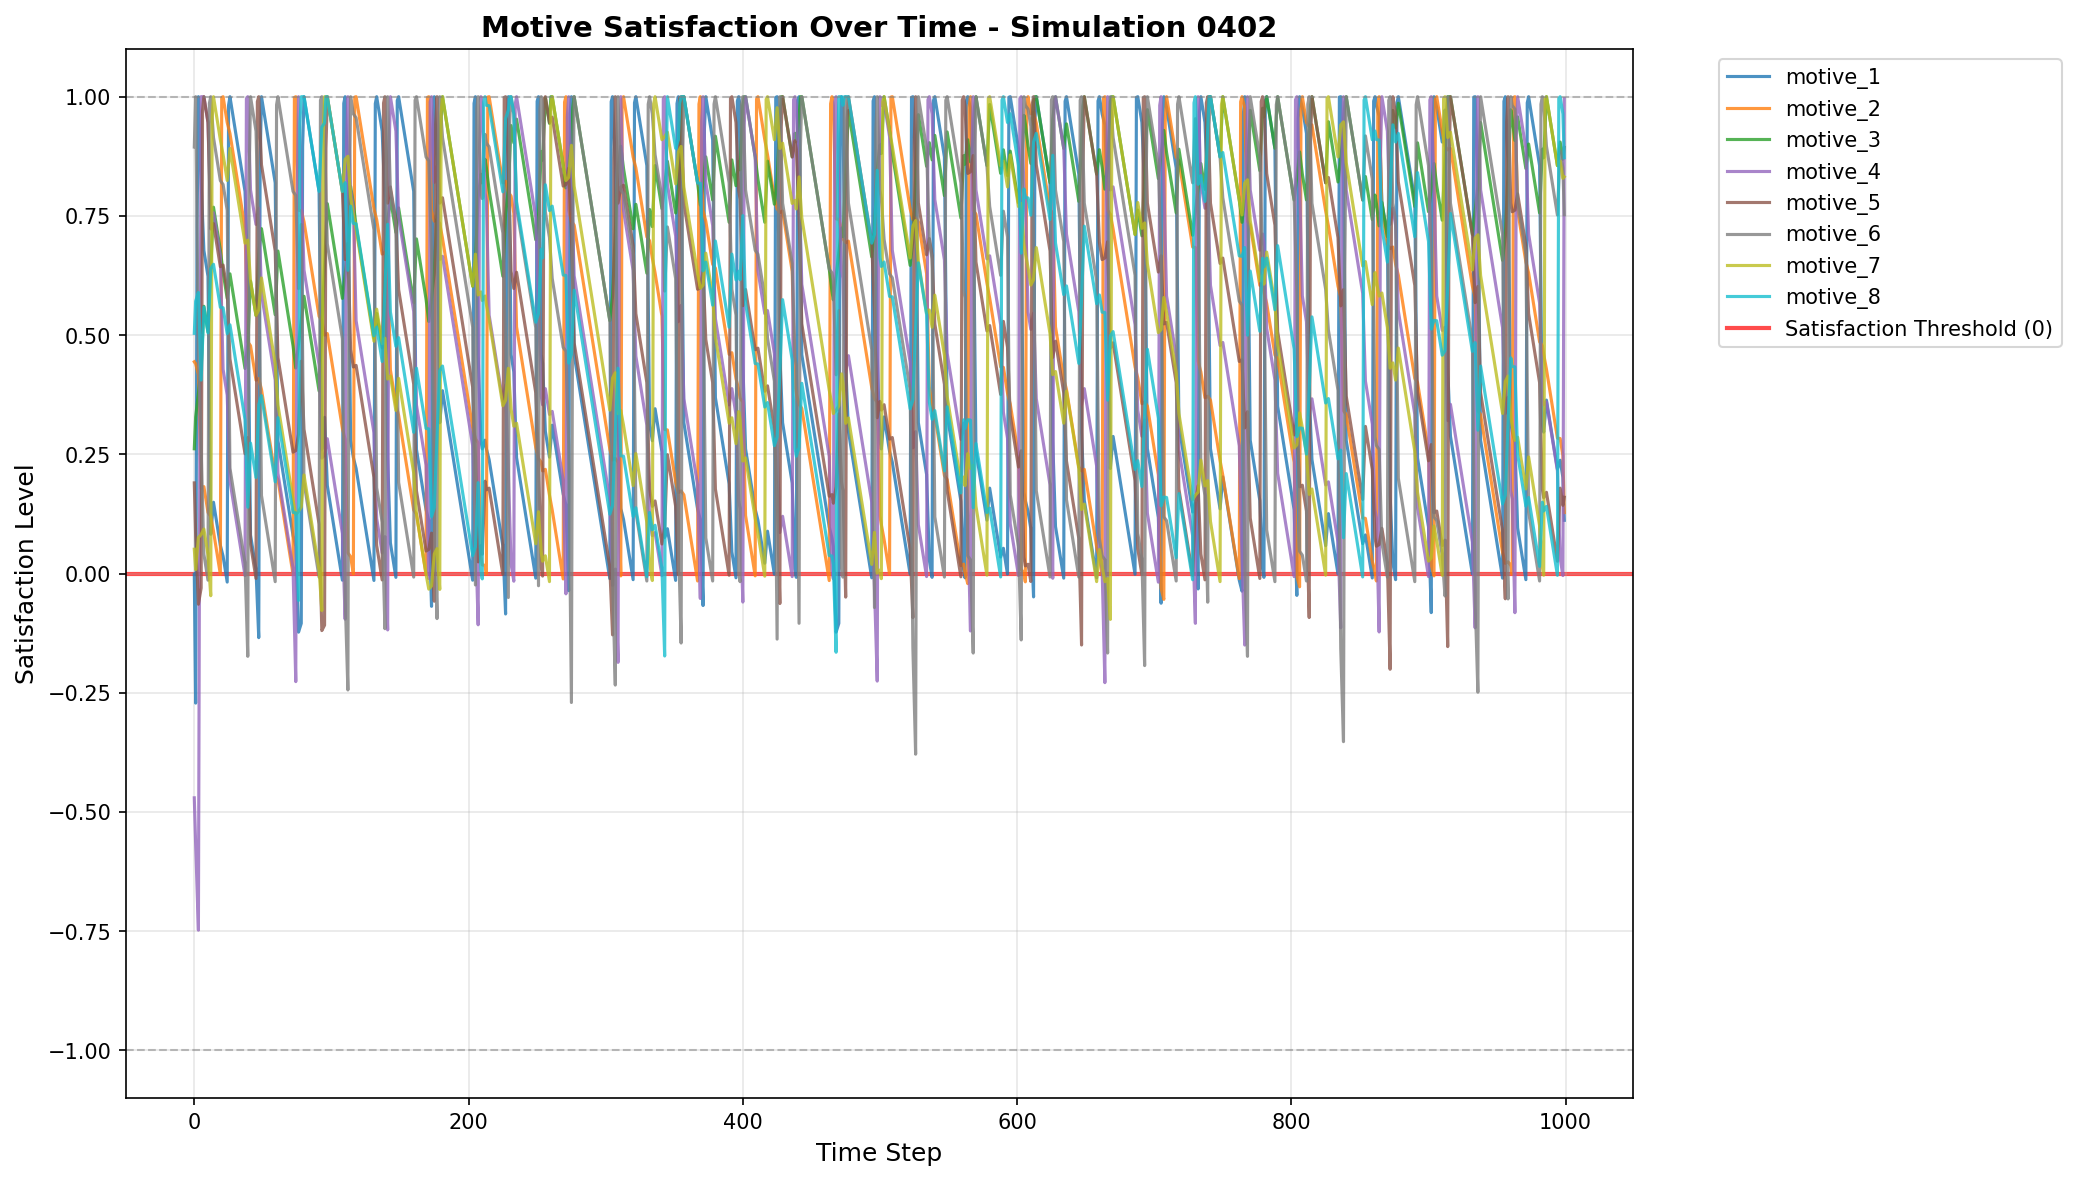 Motive Satisfaction Over Time - Simulation 0402
1.00
0.75
0.50
0.25
0.00
−0.25
−0.50
−0.75
−1.00
Satisfaction Level
0
200
400
600
800
1000
Time Step
motive_1
motive_2
motive_3
motive_4
motive_5
motive_6
motive_7
motive_8
Satisfaction Threshold (0)